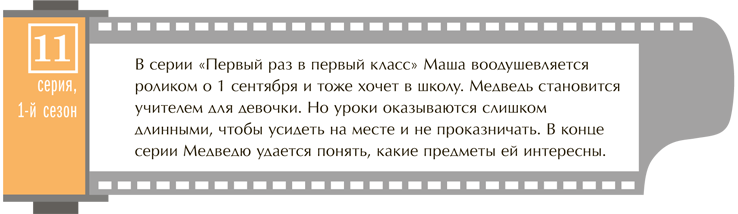 11
серия,
1-й сезон
В серии «Первый раз в первый класс» Маша воодушевляется
роликом о 1 сентября и тоже хочет в школу. Медведь становится
учителем для девочки. Но уроки оказываются слишком
длинными, чтобы усидеть на месте и не проказничать. В конце
серии Медведю удается понять, какие предметы ей интересны.